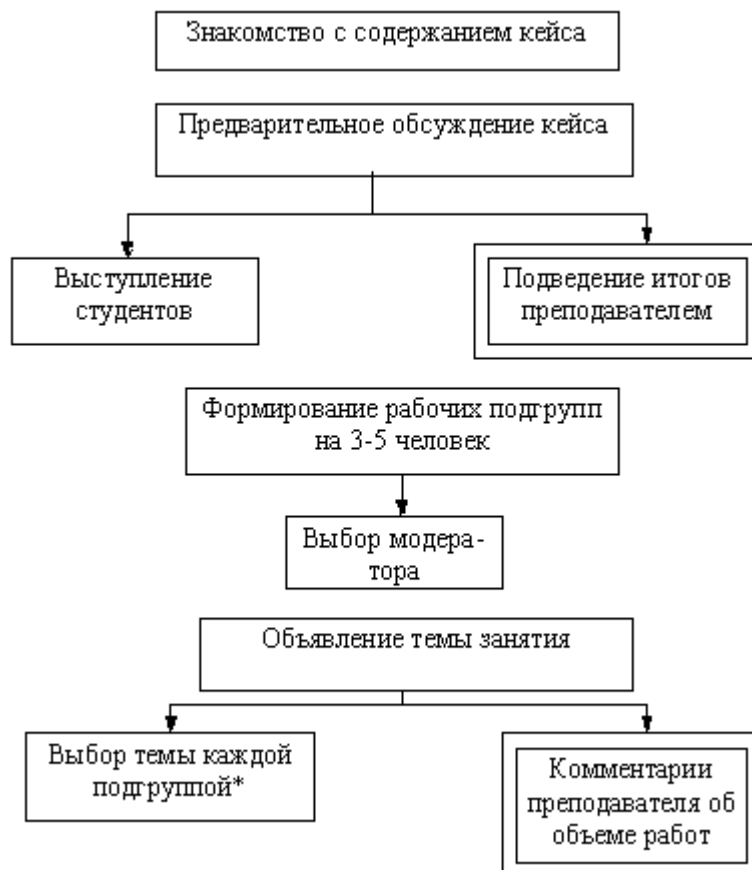 Знакомство с содержанием кейса
Предварительное обсуждение кейса
Выступление
студентов
Подведение итогов
преподавателем
Формирование рабочих подгрупп
на 3-5 человек
Выбор модера-
тора
Объявление темы занятия
Выбор темы каждой
подгруппой*
Комментарии
преподавателя об
объеме работ